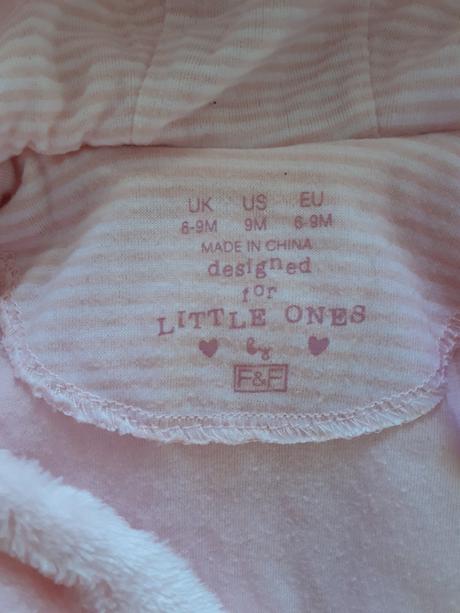 UK US EU
6-9M 9M 6-9M
MADE IN CHINA
designed
for
LITTLE ONES
by
F&F